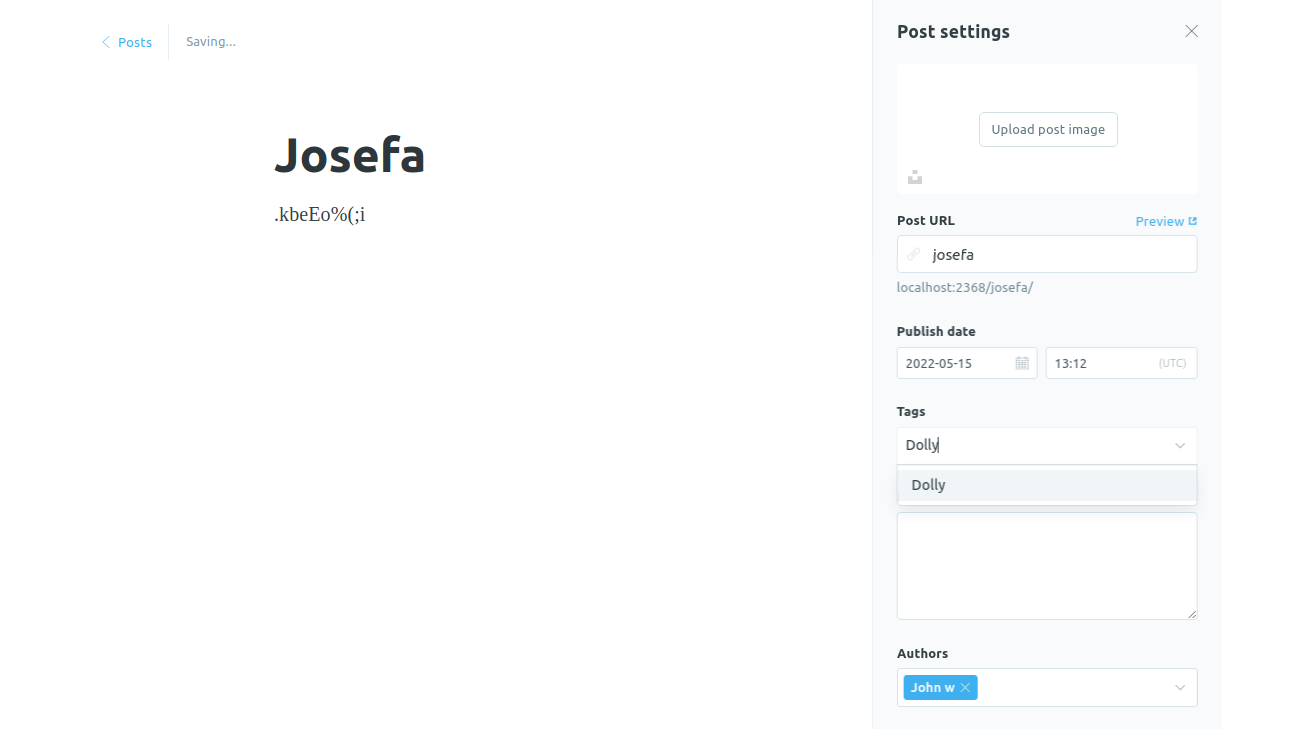 Posts
Saving...
Josefa
.kbeEo%(;i
Post settings
Upload post image
Post URL
Preview
josefa
localhost:2368/josefa/
Publish date
2022-05-15
13:12
(UTC)
Tags
Dolly
Dolly
Authors
John w